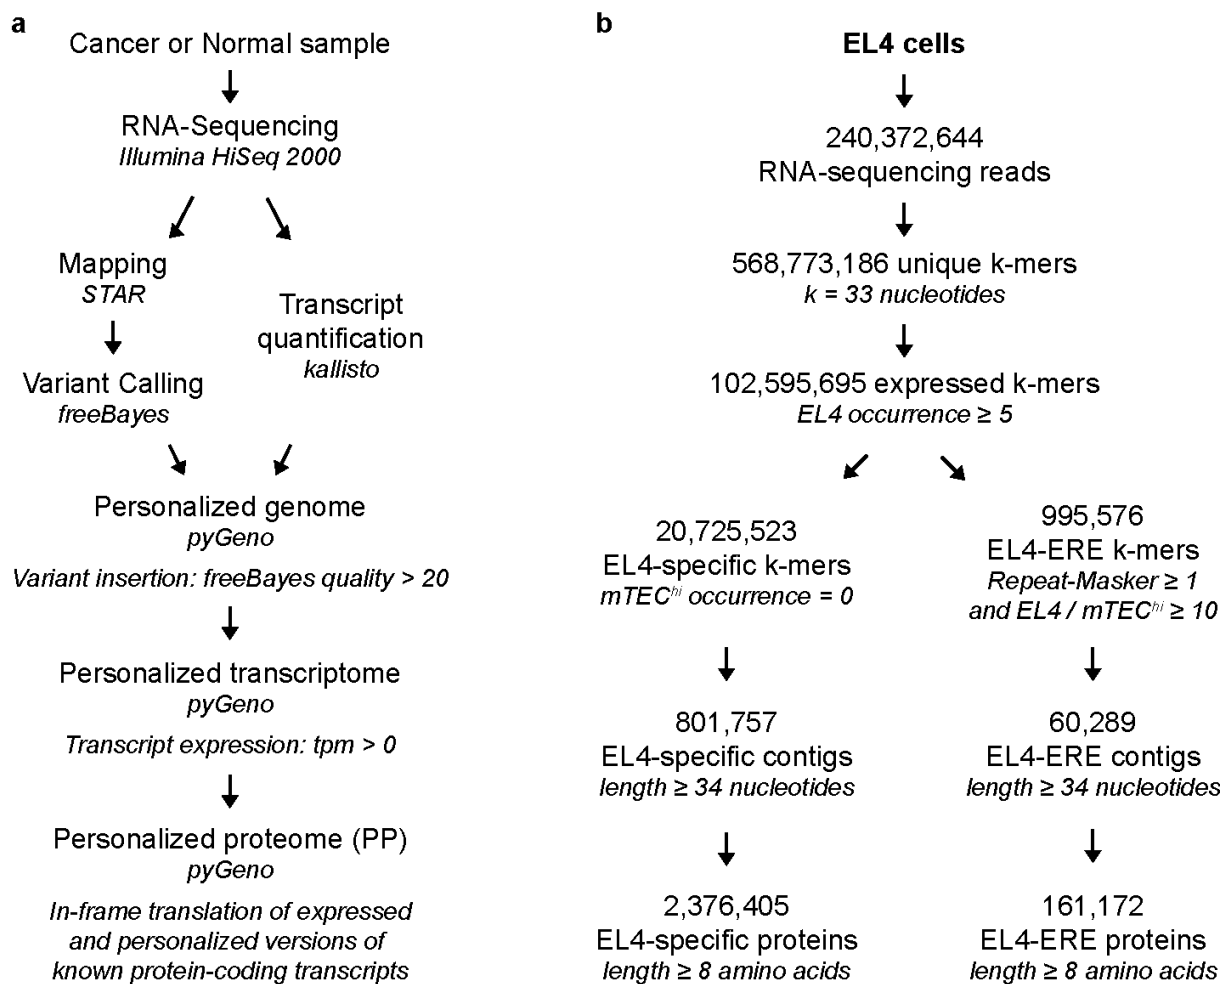 a
Cancer or Normal sample
RNA-Sequencing
Illumina HiSeq 2000
Mapping
STAR
Transcript
quantification
kallisto
Variant Calling
freeBayes
Personalized genome
pyGeno
Variant insertion: freeBayes quality > 20
Personalized transcriptome
pyGeno
Transcript expression: tpm > 0
Personalized proteome (PP)
pyGeno
In-frame translation of expressed
and personalized versions of
known protein-coding transcripts
b
EL4 cells
240,372,644
RNA-sequencing reads
568,773,186 unique k-mers
k = 33 nucleotides
102,595,695 expressed k-mers
EL4 occurrence ≥ 5
20,725,523
EL4-specific k-mers
mTEChi occurrence = 0
801,757
EL4-specific contigs
length ≥ 34 nucleotides
2,376,405
EL4-specific proteins
length ≥ 8 amino acids
995,576
EL4-ERE k-mers
Repeat-Masker ≥ 1
and EL4 / mTEChi ≥ 10
60,289
EL4-ERE contigs
length ≥ 34 nucleotides
161,172
EL4-ERE proteins
length ≥ 8 amino acids